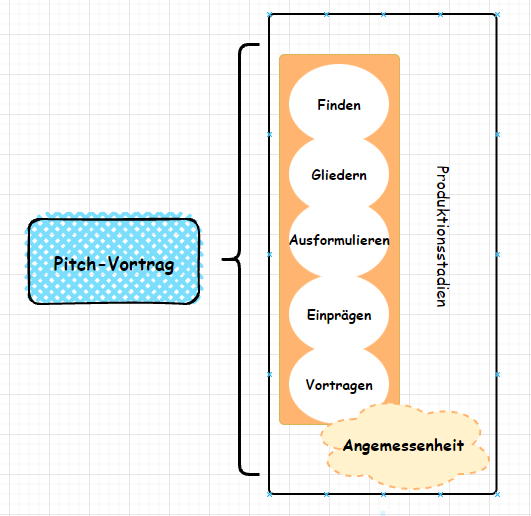 Pitch-Vortrag
Finden
Gliedern
Ausformulieren
Einprägen
Vortragen
Produktionsstadien
Angemessenheit